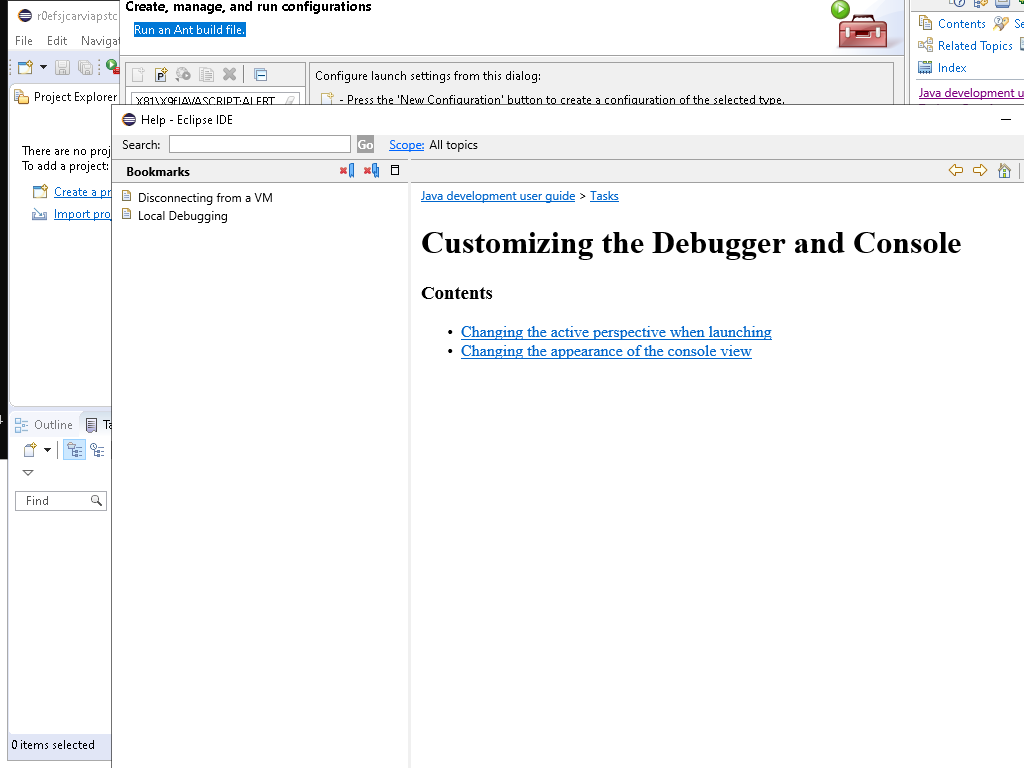 r0efsjcarviapstc
File Edit Navigat
Project Explorer
There are no proj
To add a project:
Create a pr
Import proj
Outline
Find
0 items selected
Create, manage, and run configurations
Run an Ant build file.
X81\X9fJAVASCRIPT:ALERT
Configure launch settings from this dialog:
- Press the 'New Configuration' button to create a configuration of the selected type.
Contents
Related Topics
Index
Java development u
Help - Eclipse IDE
Search: Go Scope: All topics
Bookmarks
Disconnecting from a VM
Local Debugging
Java development user guide > Tasks
Customizing the Debugger and Console
Contents
Changing the active perspective when launching
Changing the appearance of the console view